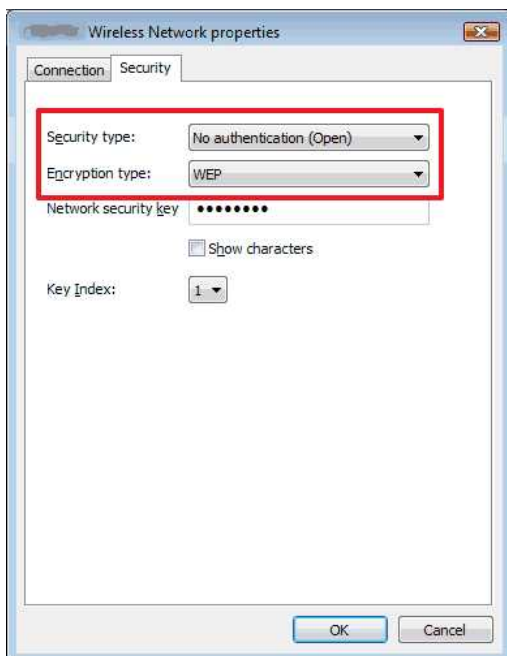 Wireless Network properties
Connection Security
Security type: No authentication (Open)
Encryption type: WEP
Network security key ••••••••
Show characters
Key Index: 1
OK Cancel